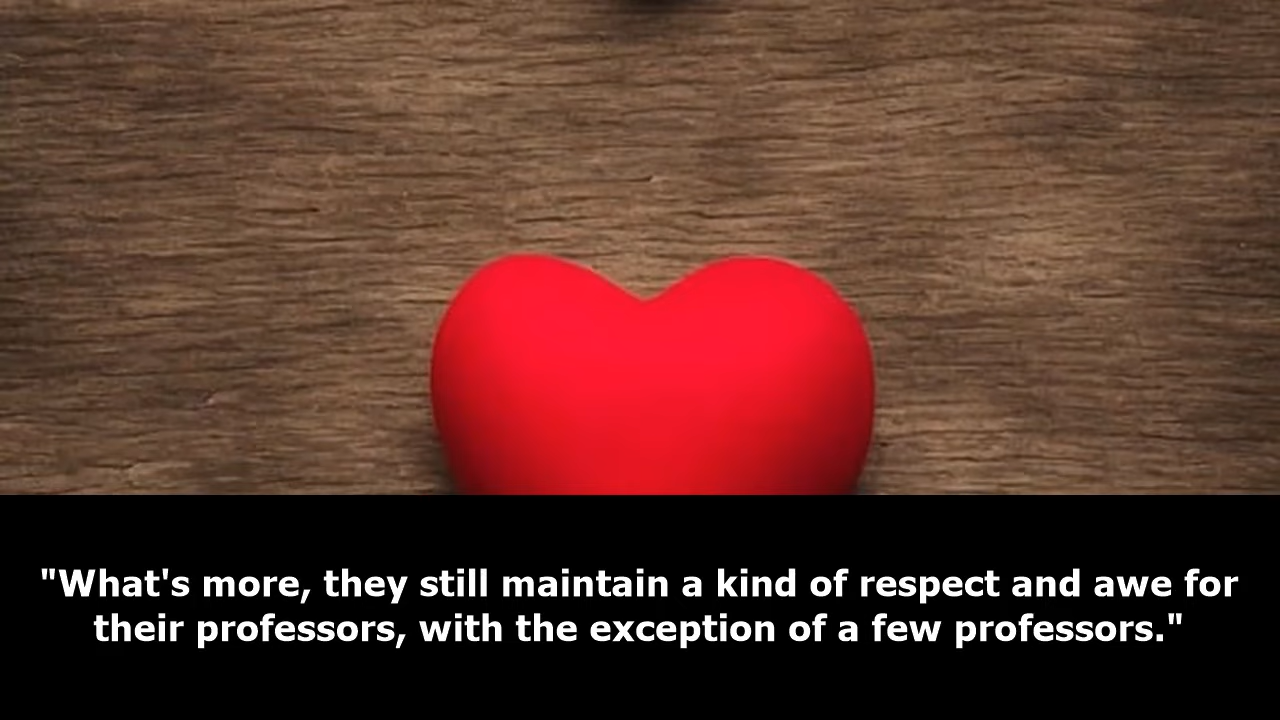 "What's more, they still maintain a kind of respect and awe for
their professors, with the exception of a few professors."